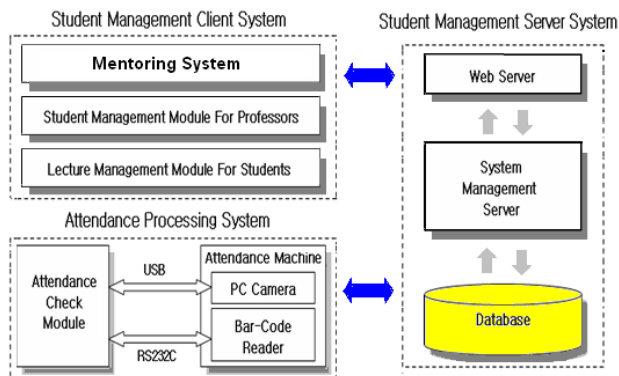 Student Management Client System
Mentoring System
Student Management Module For Professors
Lecture Management Module For Students
Attendance Processing System
Attendance
Check
Module
USB
RS232C
Attendance Machine
PC Camera
Bar-Code
Reader
Student Management Server System
Web Server
System
Management
Server
Database